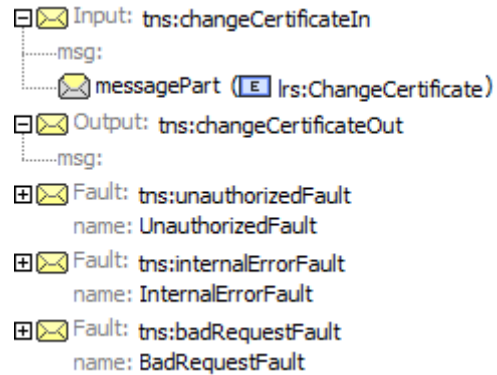 Input: tns:changeCertificateIn
msg:
messagePart (E lrs:ChangeCertificate)
Output: tns:changeCertificateOut
msg:
Fault: tns:unauthorizedFault
name: UnauthorizedFault
Fault: tns:internalErrorFault
name: InternalErrorFault
Fault: tns:badRequestFault
name: BadRequestFault